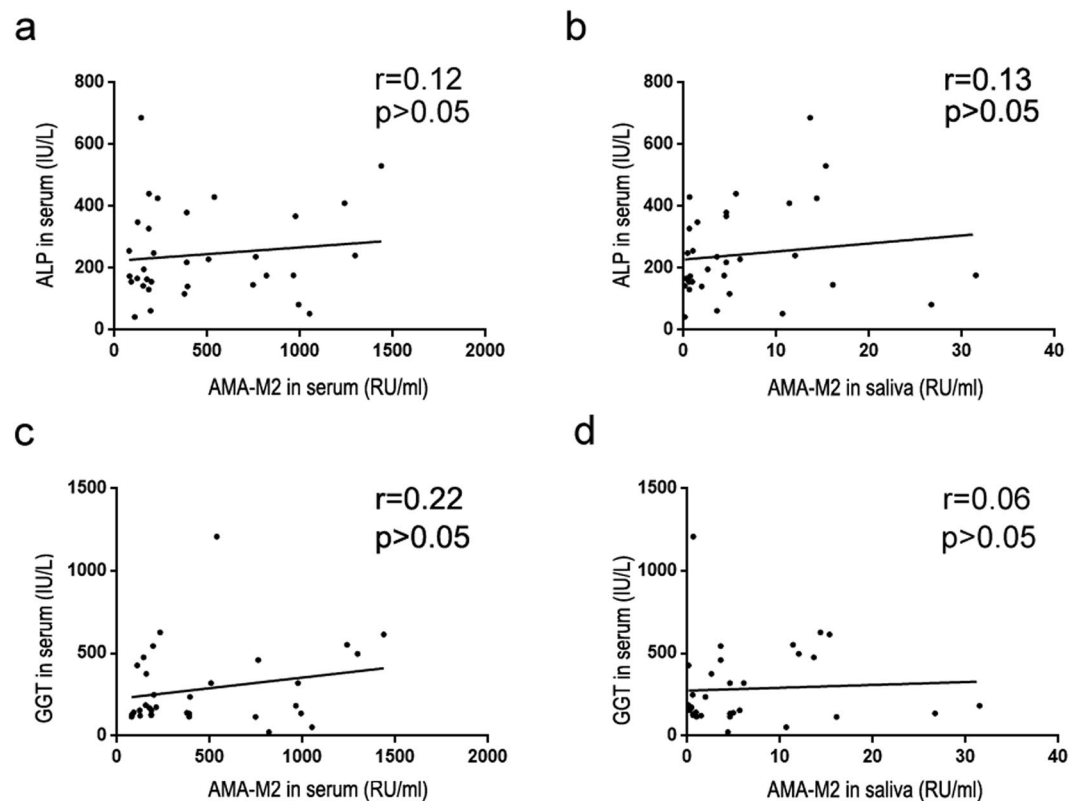 a
r=0.12
p>0.05
ALP in serum (IU/L)
800
600
400
200
0
0 500 1000 1500 2000
AMA-M2 in serum (RU/ml)
b
r=0.13
p>0.05
ALP in serum (IU/L)
800
600
400
200
0
0 10 20 30 40
AMA-M2 in saliva (RU/ml)
c
r=0.22
p>0.05
GGT in serum (IU/L)
1500
1000
500
0
0 500 1000 1500 2000
AMA-M2 in serum (RU/ml)
d
r=0.06
p>0.05
GGT in serum (IU/L)
1500
1000
500
0
0 10 20 30 40
AMA-M2 in saliva (RU/ml)